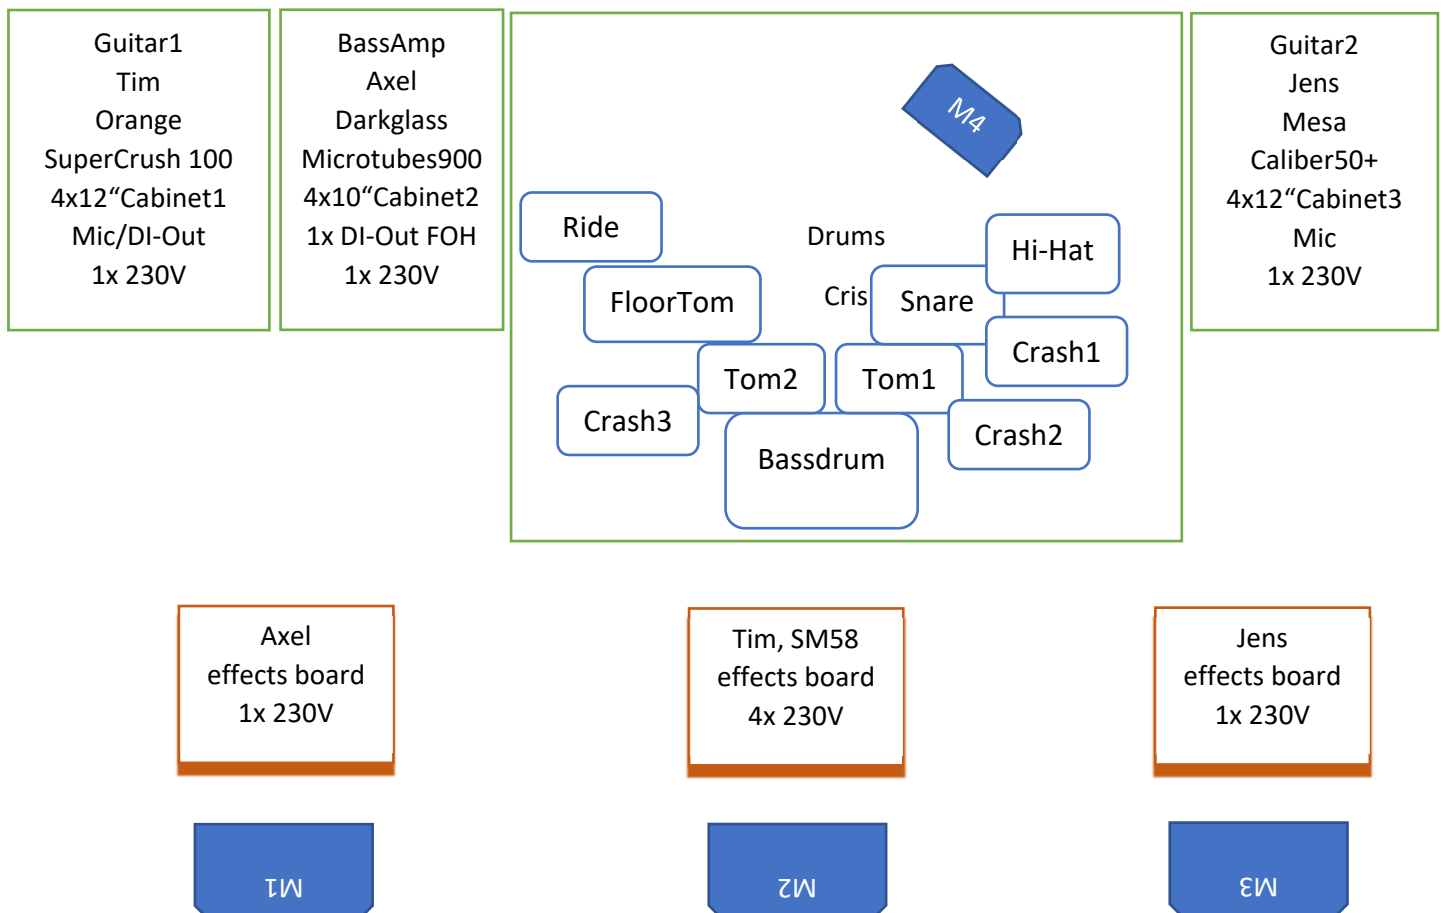 Guitar1
Tim
Orange
SuperCrush 100
4x12“Cabinet1
Mic/DI-Out
1x 230V
BassAmp
Axel
Darkglass
Microtubes900
4x10“Cabinet2
1x DI-Out FOH
1x 230V
M4
Ride
Drums
Hi-Hat
FloorTom
Cris
Snare
Crash1
Tom2
Tom1
Crash3
Crash2
Bassdrum
Guitar2
Jens
Mesa
Caliber50+
4x12“Cabinet3
Mic
1x 230V
Axel
effects board
1x 230V
Tim, SM58
effects board
4x 230V
Jens
effects board
1x 230V
M1
M2
M3